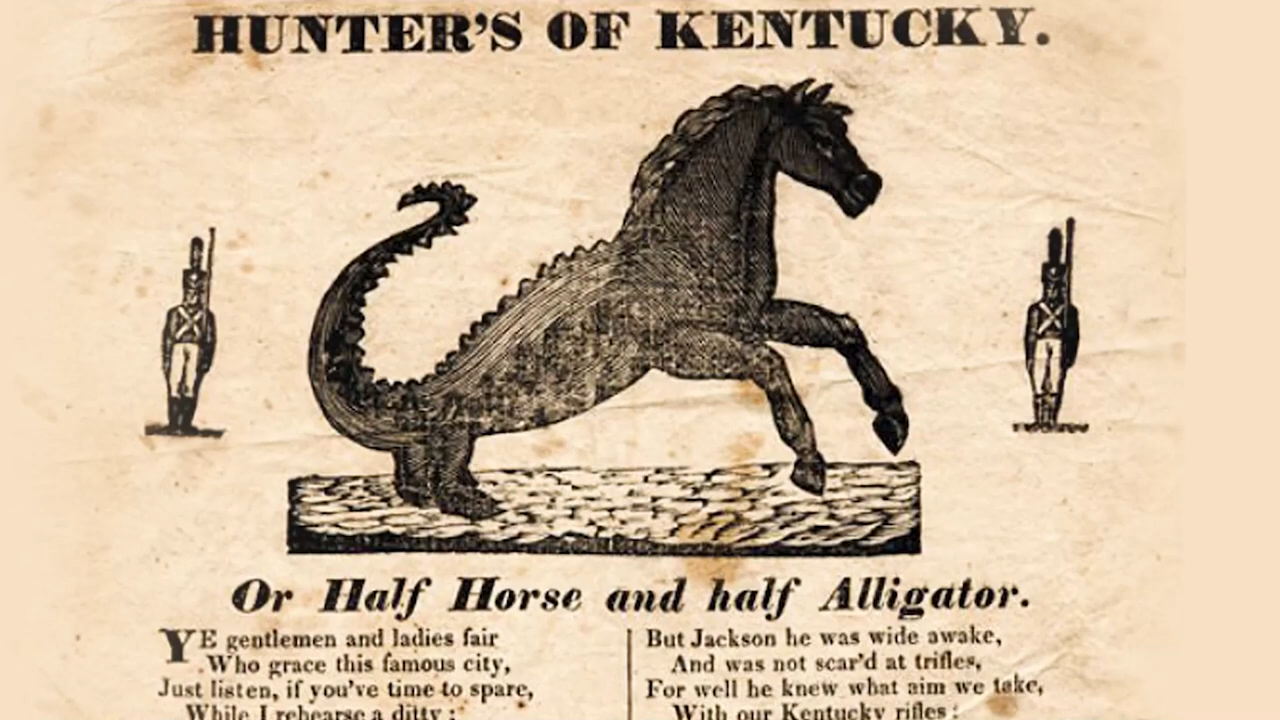 HUNTER'S OF KENTUCKY.
Or Half Horse and half Alligator.
YE gentlemen and ladies fair
Who grace this famous city,
Just listen, if you've time to spare,
While I rehearse a ditty;
But Jackson he was wide awake,
And was not scar'd at trifles,
For well he knew what aim we take,
With our Kentucky rifles: